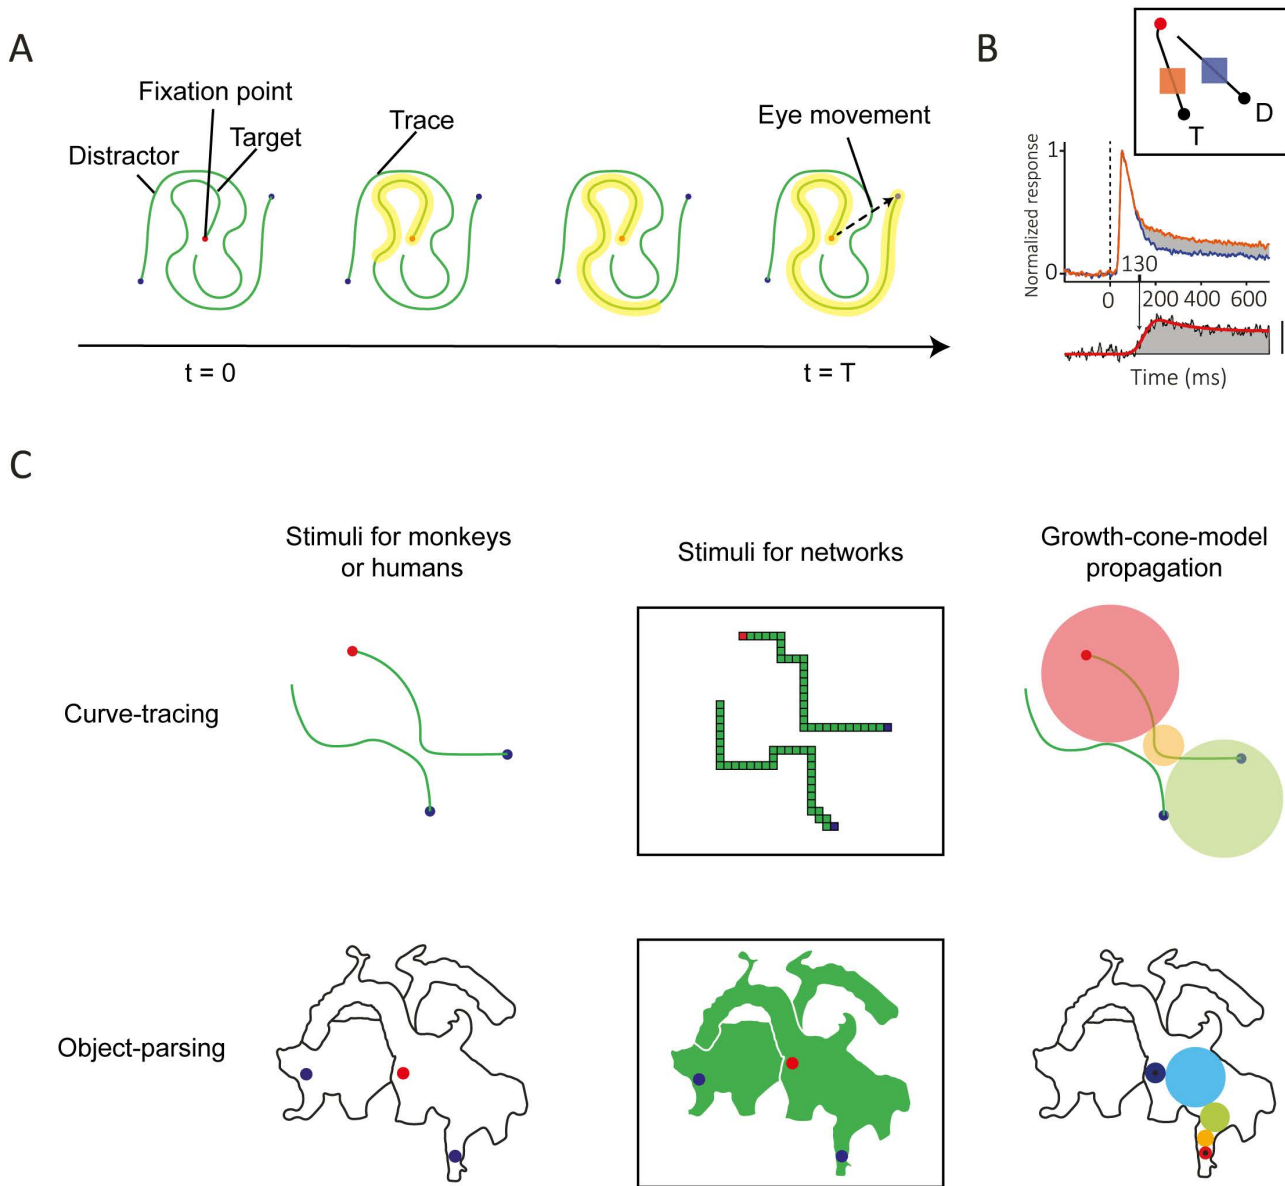 A
Fixation point
Target
Distractor
Trace
Eye movement
t = 0
t = T
B
T
D
Normalized response
1
0
130
0
200
400
600
Time (ms)
C
Stimuli for monkeys
or humans
Stimuli for networks
Growth-cone-model
propagation
Curve-tracing
Object-parsing